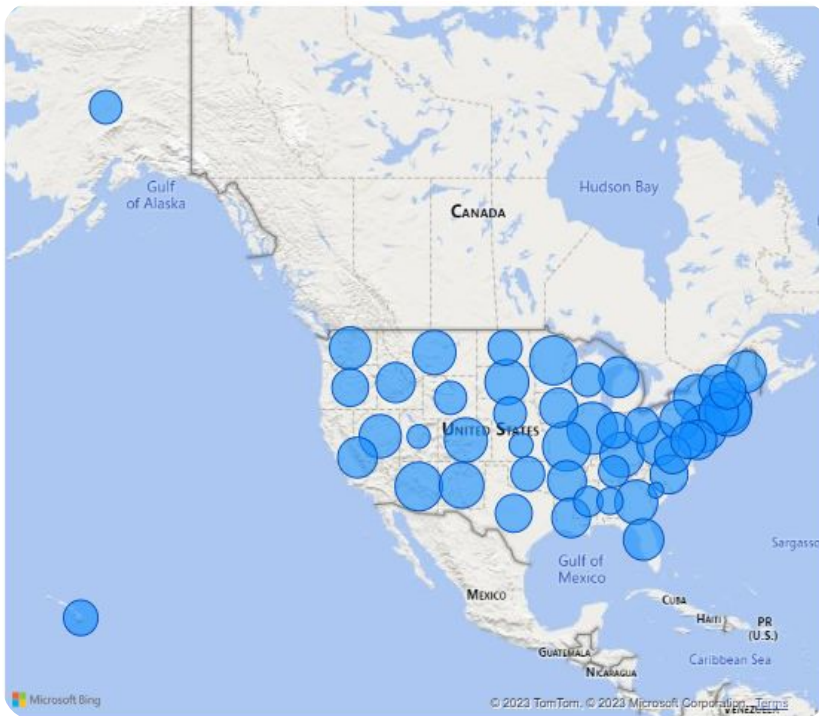 Gulf
of Alaska
Hudson Bay
CANADA
UNITED STATES
Sargasso
Gulf of
Mexico
MEXICO
CUBA
HAITI
PR
(U.S.)
GUATEMALA
NICARAGUA
Caribbean Sea
Microsoft Bing
© 2023 TomTom, © 2023 Microsoft Corporation, Terms
VENEZUELA